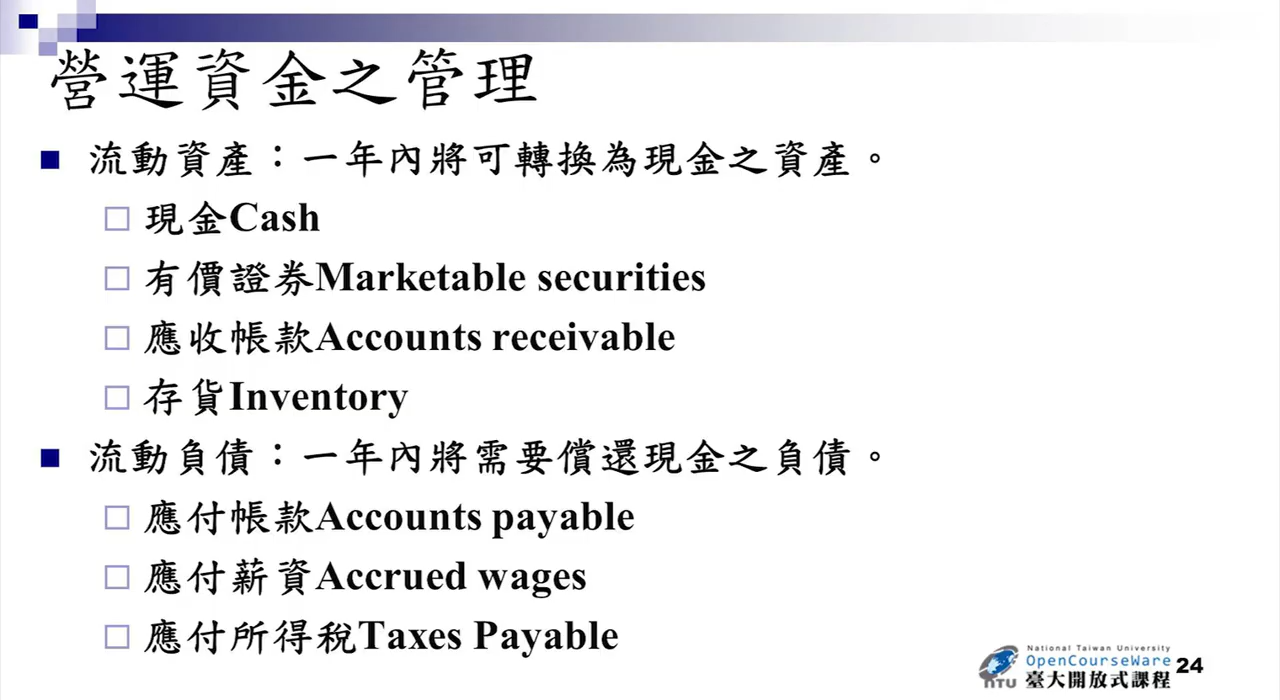 營運資金之管理
流動資產：一年內將可轉換為現金之資產。
現金Cash
有價證券Marketable securities
應收帳款Accounts receivable
存貨Inventory
流動負債：一年內將需要償還現金之負債。
應付帳款Accounts payable
應付薪資Accrued wages
應付所得稅Taxes Payable
National Taiwan University
OpenCourseWare
NTU 臺大開放式課程
24